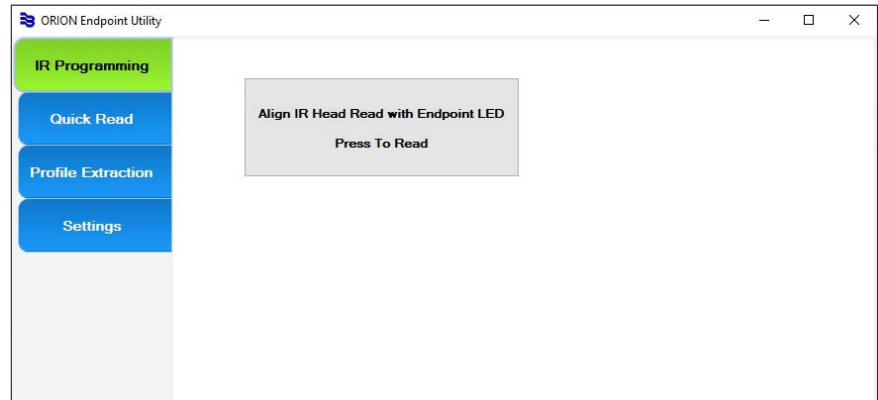 ORION Endpoint Utility
IR Programming
Quick Read
Profile Extraction
Settings
Align IR Head Read with Endpoint LED
Press To Read